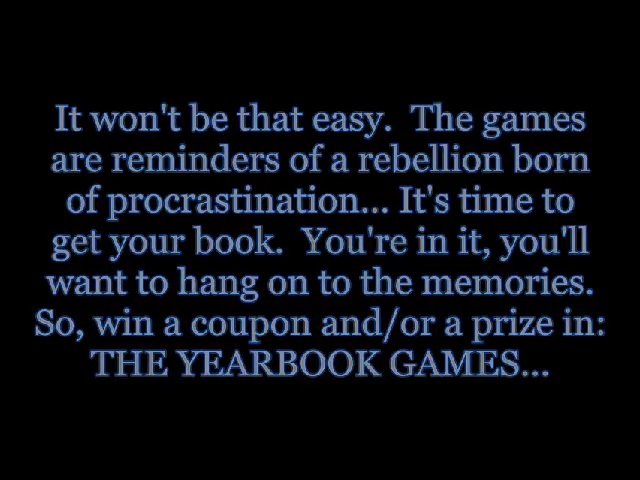 It won't be that easy.  The games
are reminders of a rebellion born
of procrastination... It's time to
get your book.  You're in it, you'll
want to hang on to the memories.
So, win a coupon and/or a prize in:
THE YEARBOOK GAMES...